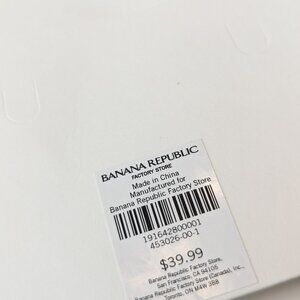 BANANA REPUBLIC
FACTORY STORE
Made in China
Manufactured for
Banana Republic Factory Store
191642800001
453026-00-1
$39.99
Banana Republic Factory Store,
San Francisco, CA 94105
Banana Republic Factory Store (Canada), Inc.,
Toronto, ON M4W 3B8